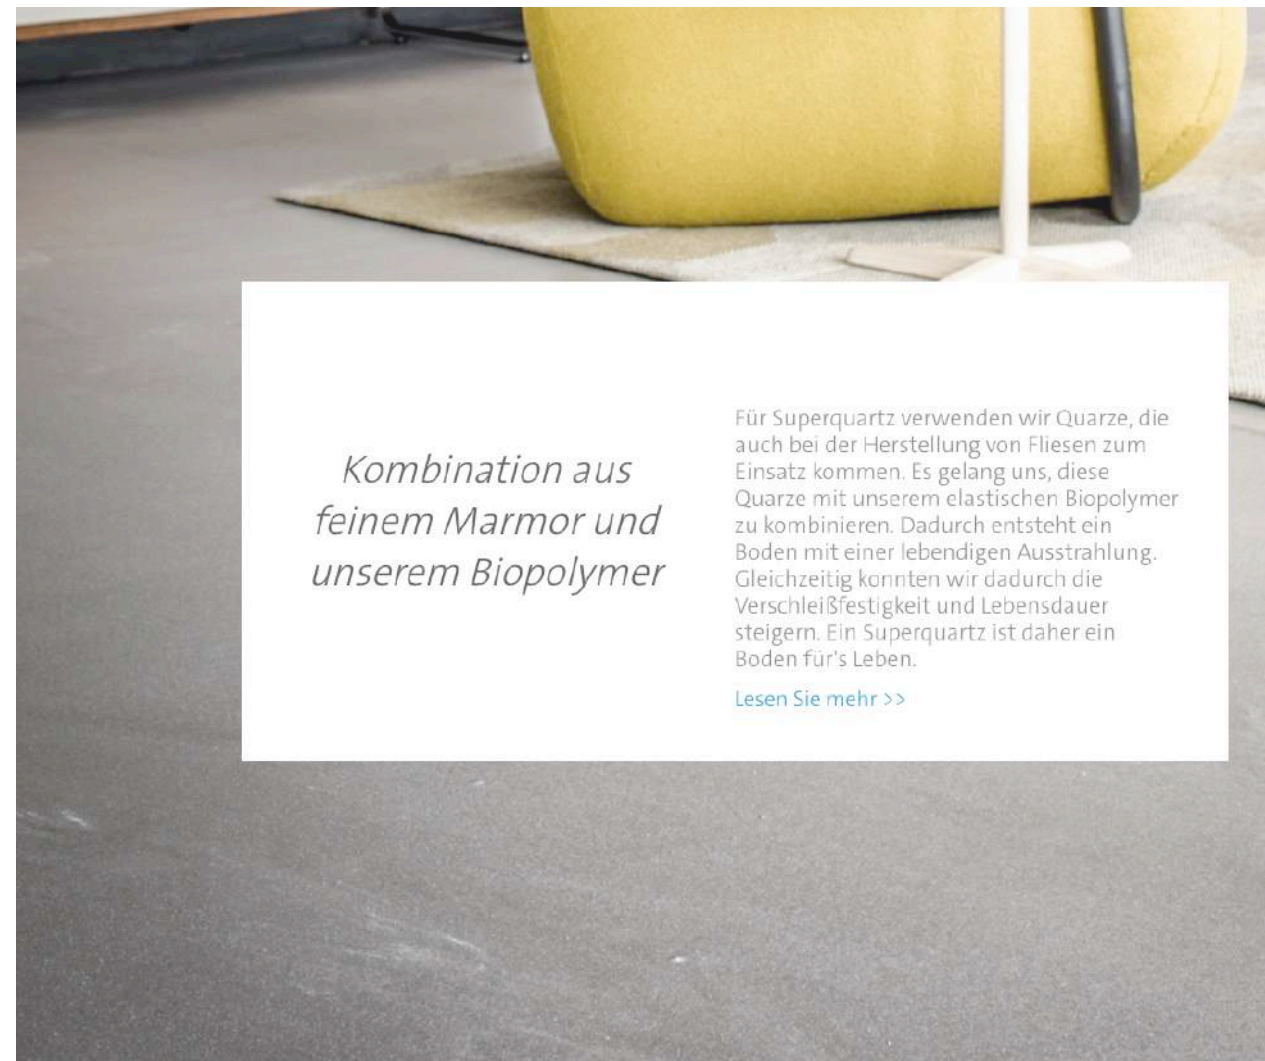 Kombination aus
feinem Marmor und
unserem Biopolymer
Für Superquartz verwenden wir Quarze, die
auch bei der Herstellung von Fliesen zum
Einsatz kommen. Es gelang uns, diese
Quarze mit unserem elastischen Biopolymer
zu kombinieren. Dadurch entsteht ein
Boden mit einer lebendigen Ausstrahlung.
Gleichzeitig konnten wir dadurch die
Verschleißfestigkeit und Lebensdauer
steigern. Ein Superquartz ist daher ein
Boden für's Leben.
Lesen Sie mehr >>